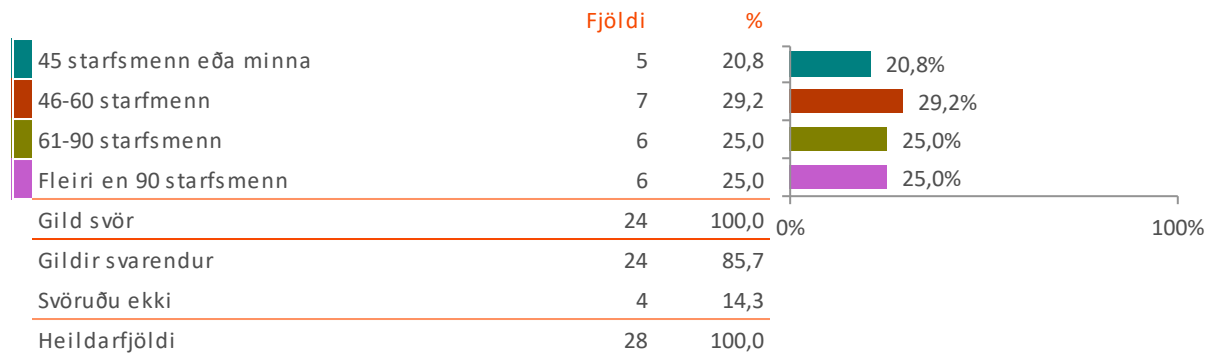 Fjöldi %
45 starfsmenn eða minna 5 20,8 20,8%
46-60 starfmenn 7 29,2 29,2%
61-90 starfsmenn 6 25,0 25,0%
Fleiri en 90 starfsmenn 6 25,0 25,0%
Gild svör 24 100,0 0% 100%
Gildir svarendur 24 85,7
Svöruðu ekki 4 14,3
Heildarfjöldi 28 100,0